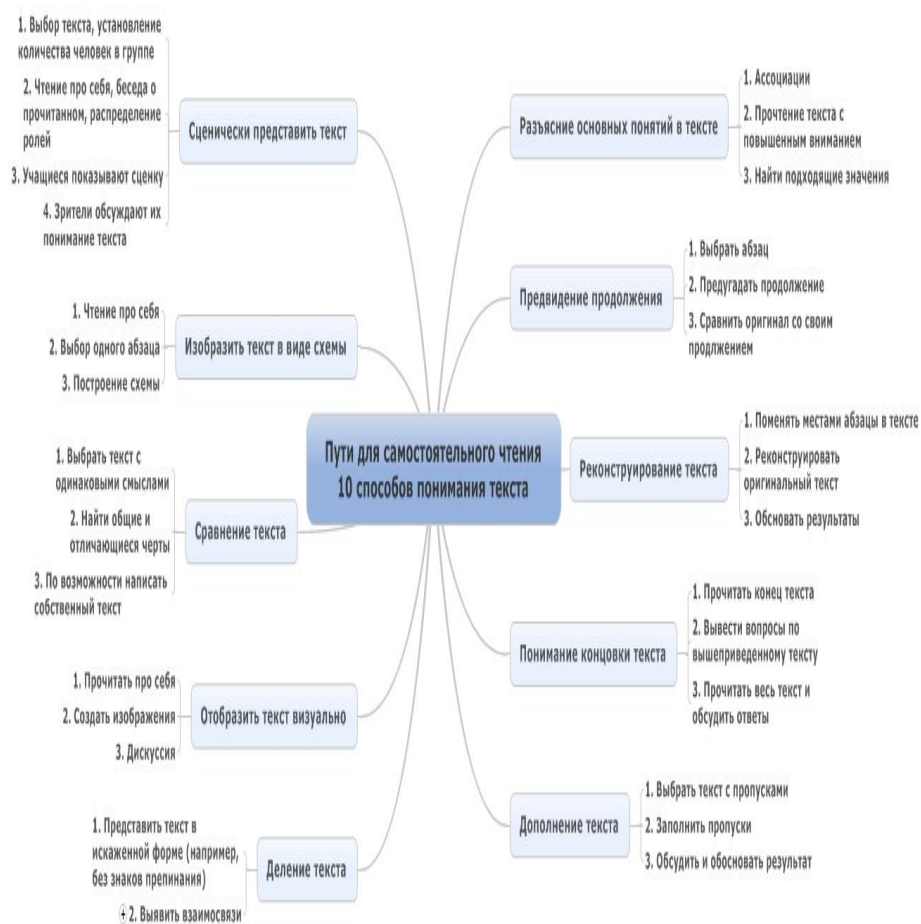 Пути для самостоятельного чтения
10 способов понимания текста
Разъясние основных понятий в тексте
1. Ассоциации
2. Прочтение текста с
повышенным вниманием
3. Найти подходящие значения
Предвидение продолжения
1. Выбрать абзац
2. Предугадать продолжение
3. Сравнить оригинал со своим
продлжением
Реконструирование текста
1. Поменять местами абзацы в тексте
2. Реконструировать
оригинальный текст
3. Обсновать результаты
Понимание концовки текста
1. Прочитать конец текста
2. Вывести вопросы по
вышеприведенному тексту
3. Прочитать весь текст и
обсудить ответы
Дополнение текста
1. Выбрать текст с пропусками
2. Заполнить пропуски
3. Обсудить и обосновать результат
Сценически представить текст
1. Выбор текста, установление
количества человек в группе
2. Чтение про себя, беседа о
прочитанном, распределение
ролей
3. Учащиеся показывают сценку
4. Зрители обсуждают их
понимание текста
Изобразить текст в виде схемы
1. Чтение про себя
2. Выбор одного абзаца
3. Построение схемы
Сравнение текста
1. Выбрать текст с
одинаковыми смыслами
2. Найти общие и
отличающиеся черты
3. По возможности написать
собственный текст
Отобразить текст визуально
1. Прочитать про себя
2. Создать изображения
3. Дискуссия
Деление текста
1. Представить текст в
искаженной форме (например,
без знаков препинания)
2. Выявить взаимосвязи